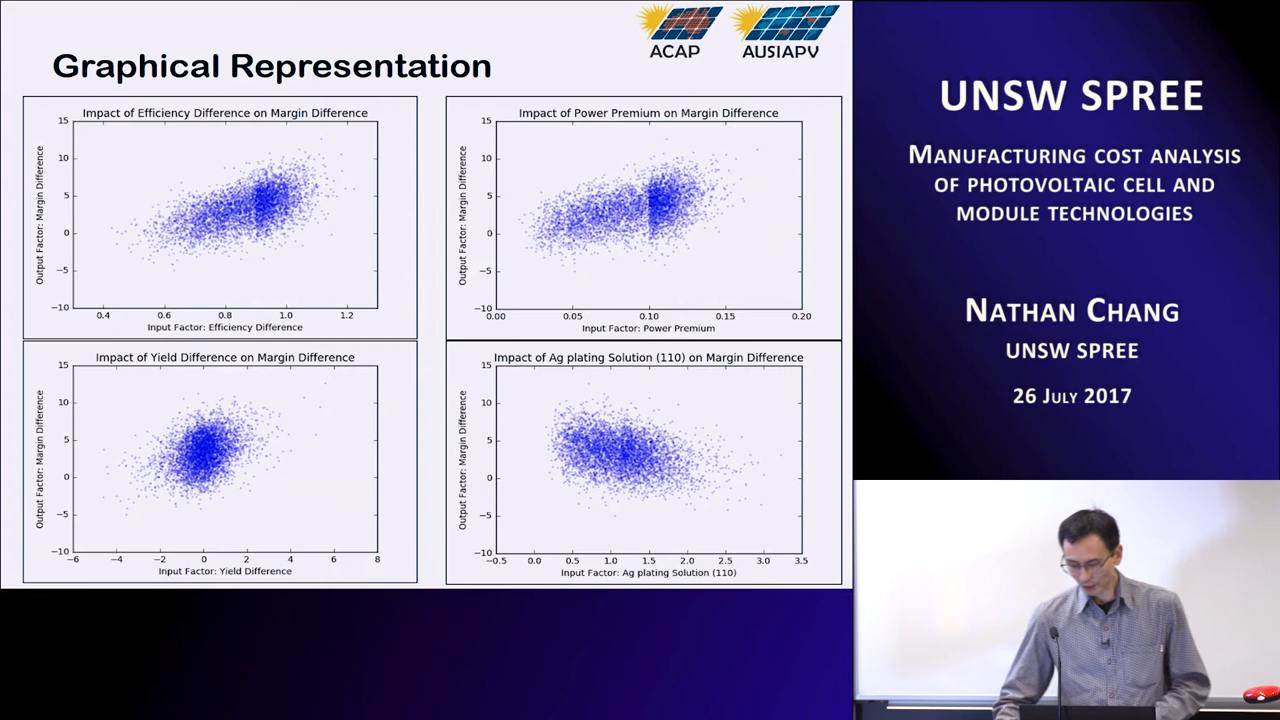 ACAP
AUSIAPV
Graphical Representation
Impact of Efficiency Difference on Margin Difference
15
10
5
0
−5
−10
Output Factor: Margin Difference
0.4 0.6 0.8 1.0 1.2
Input Factor: Efficiency Difference
Impact of Power Premium on Margin Difference
15
10
5
0
−5
−10
Output Factor: Margin Difference
0.00 0.05 0.10 0.15 0.20
Input Factor: Power Premium
Impact of Yield Difference on Margin Difference
15
10
5
0
−5
−10
Output Factor: Margin Difference
−6 −4 −2 0 2 4 6 8
Input Factor: Yield Difference
Impact of Ag plating Solution (110) on Margin Difference
15
10
5
0
−5
−10
Output Factor: Margin Difference
−0.5 0.0 0.5 1.0 1.5 2.0 2.5 3.0 3.5
Input Factor: Ag plating Solution (110)
UNSW SPREE
MANUFACTURING COST ANALYSIS
OF PHOTOVOLTAIC CELL AND
MODULE TECHNOLOGIES
NATHAN CHANG
UNSW SPREE
26 JULY 2017